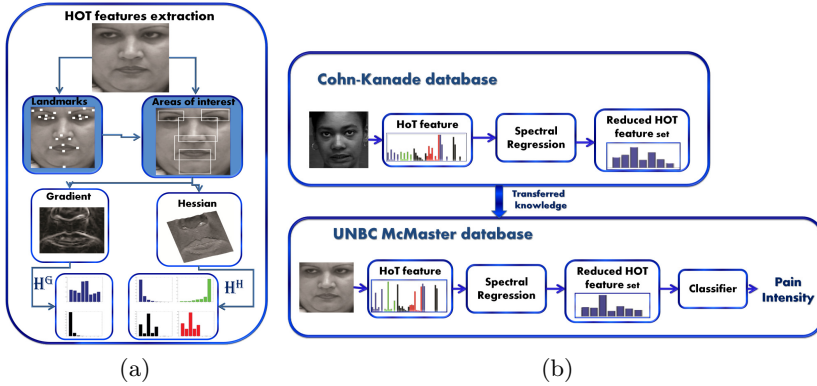 HOT features extraction
Landmarks
Areas of interest
Gradient
Hessian
H^G
H^H
(a)
Cohn-Kanade database
HoT feature
Spectral
Regression
Reduced HOT
feature set
Transferred
knowledge
UNBC McMaster database
HoT feature
Spectral
Regression
Reduced HOT
feature set
Classifier
Pain
Intensity
(b)